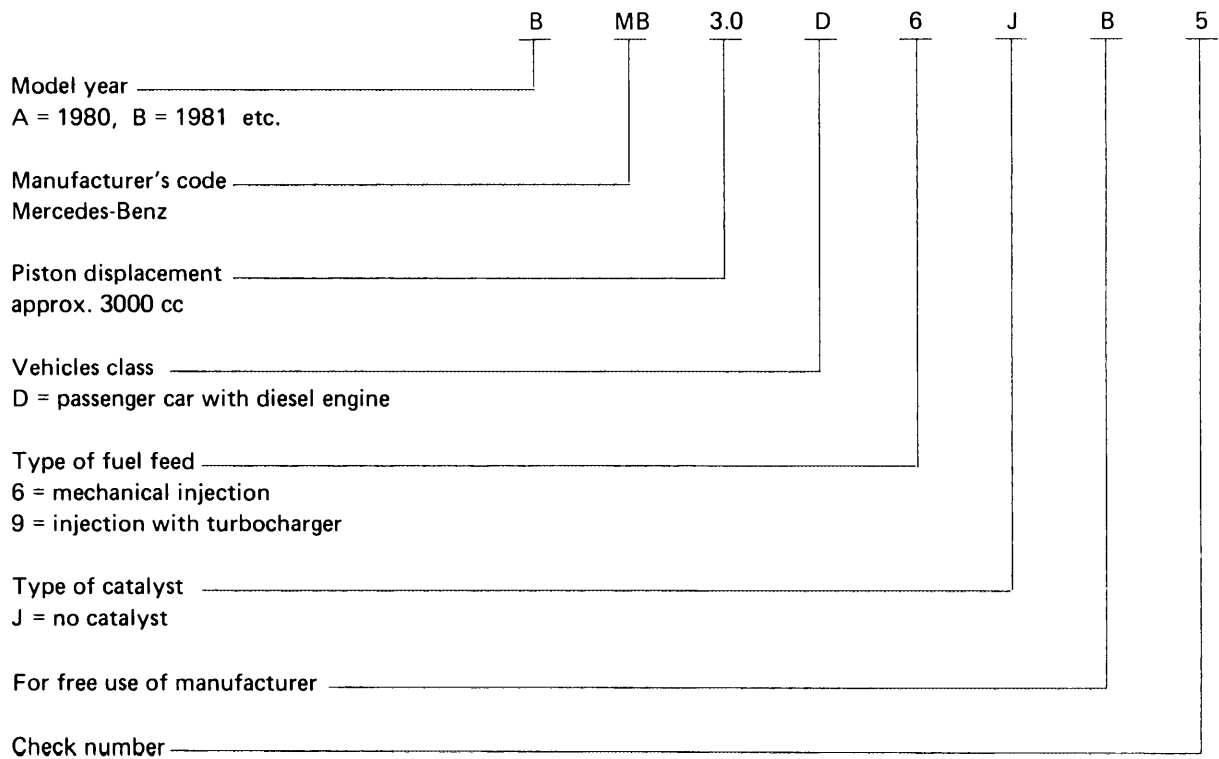 B MB 3.0 D 6 J B 5
Model year
A = 1980, B = 1981 etc.
Manufacturer's code
Mercedes-Benz
Piston displacement
approx. 3000 cc
Vehicles class
D = passenger car with diesel engine
Type of fuel feed
6 = mechanical injection
9 = injection with turbocharger
Type of catalyst
J = no catalyst
For free use of manufacturer
Check number